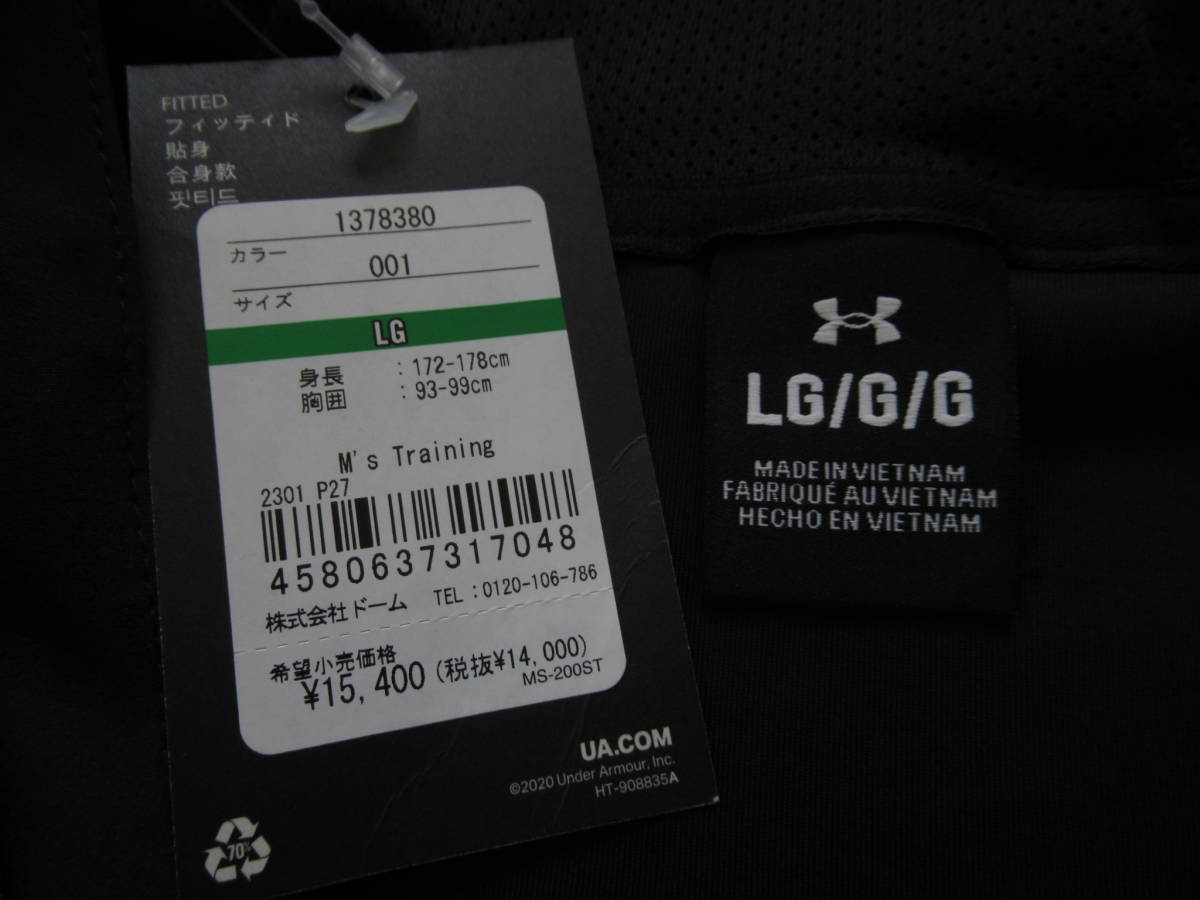 FITTED
フィッティド
貼身
合身款
핏티드
1378380
カラー
001
サイズ
LG
身長 : 172-178cm
胸囲 : 93-99cm
M's Training
2301 P27
4580637317048
株式会社ドーム TEL:0120-106-786
希望小売価格
¥15,400 (税抜¥14,000)
MS-200ST
UA.COM
©2020 Under Armour, Inc.
HT-908835A
70%
LG/G/G
MADE IN VIETNAM
FABRIQUÉ AU VIETNAM
HECHO EN VIETNAM